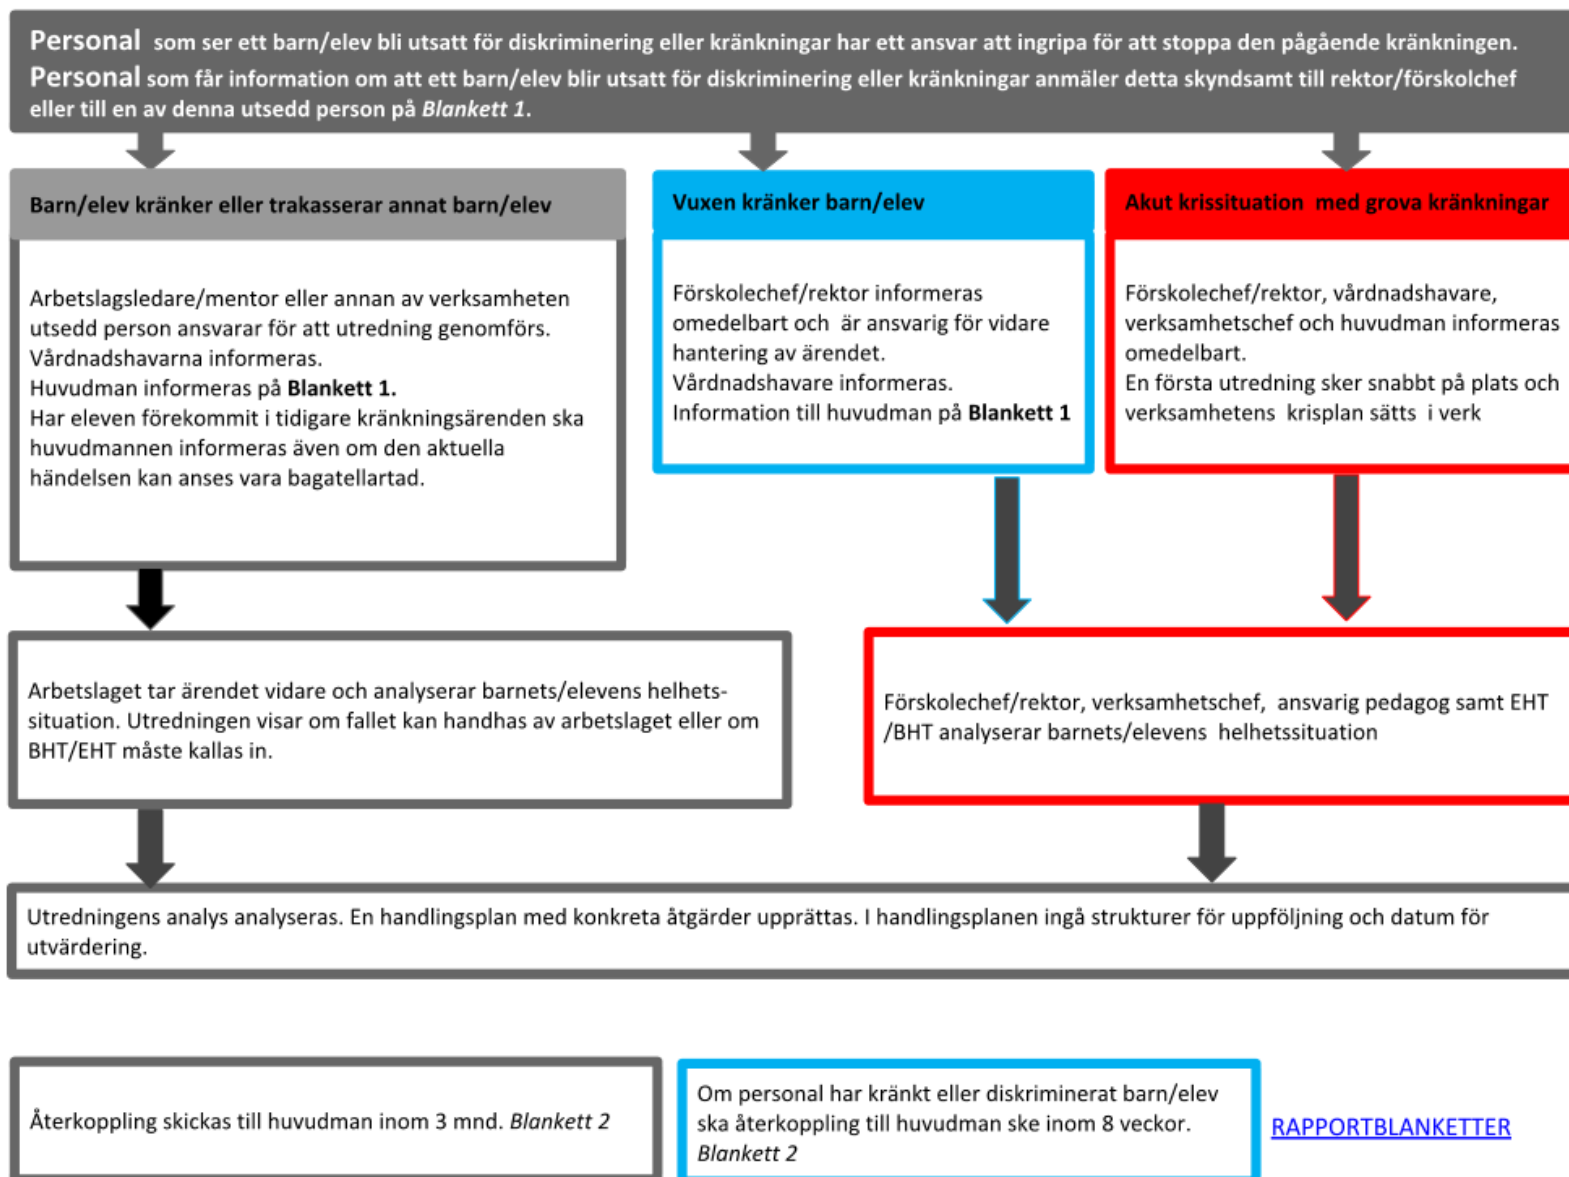 Personal som ser ett barn/elev bli utsatt för diskriminering eller kränkningar har ett ansvar att ingripa för att stoppa den pågående kränkningen.
Personal som får information om att ett barn/elev blir utsatt för diskriminering eller kränkningar anmäler detta skyndsamt till rektor/förskolchef
eller till en av denna utsedd person på Blankett 1.
Barn/elev kränker eller trakasserar annat barn/elev
Arbetslagsledare/mentor eller annan av verksamheten
utsedd person ansvarar för att utredning genomförs.
Vårdnadshavarna informeras.
Huvudman informeras på Blankett 1.
Har eleven förekommit i tidigare kränkningsärenden ska
huvudmannen informeras även om den aktuella
händelsen kan anses vara bagatellartad.
Vuxen kränker barn/elev
Förskolechef/rektor informeras
omedelbart och är ansvarig för vidare
hantering av ärendet.
Vårdnadshavare informeras.
Information till huvudman på Blankett 1
Akut krissituation med grova kränkningar
Förskolechef/rektor, vårdnadshavare,
verksamhetschef och huvudman informeras
omedelbart.
En första utredning sker snabbt på plats och
verksamhetens krisplan sätts i verk
Arbetslaget tar ärendet vidare och analyserar barnets/elevens helhets-
situation. Utredningen visar om fallet kan handhas av arbetslaget eller om
BHT/EHT måste kallas in.
Förskolechef/rektor, verksamhetschef, ansvarig pedagog samt EHT
/BHT analyserar barnets/elevens helhetssituation
Utredningens analys analyseras. En handlingsplan med konkreta åtgärder upprättas. I handlingsplanen ingå strukturer för uppföljning och datum för
utvärdering.
Återkoppling skickas till huvudman inom 3 mnd. Blankett 2
Om personal har kränkt eller diskriminerat barn/elev
ska återkoppling till huvudman ske inom 8 veckor.
Blankett 2
RAPPORTBLANKETTER